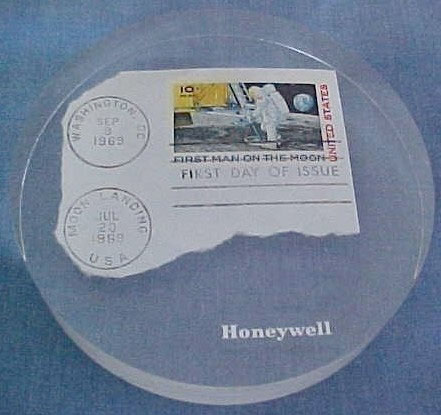 WASHINGTON, DC
SEP
9
1969
10¢
UNITED STATES
FIRST MAN ON THE MOON
FIRST DAY OF ISSUE
MOON LANDING
JUL
20
1969
USA
Honeywell